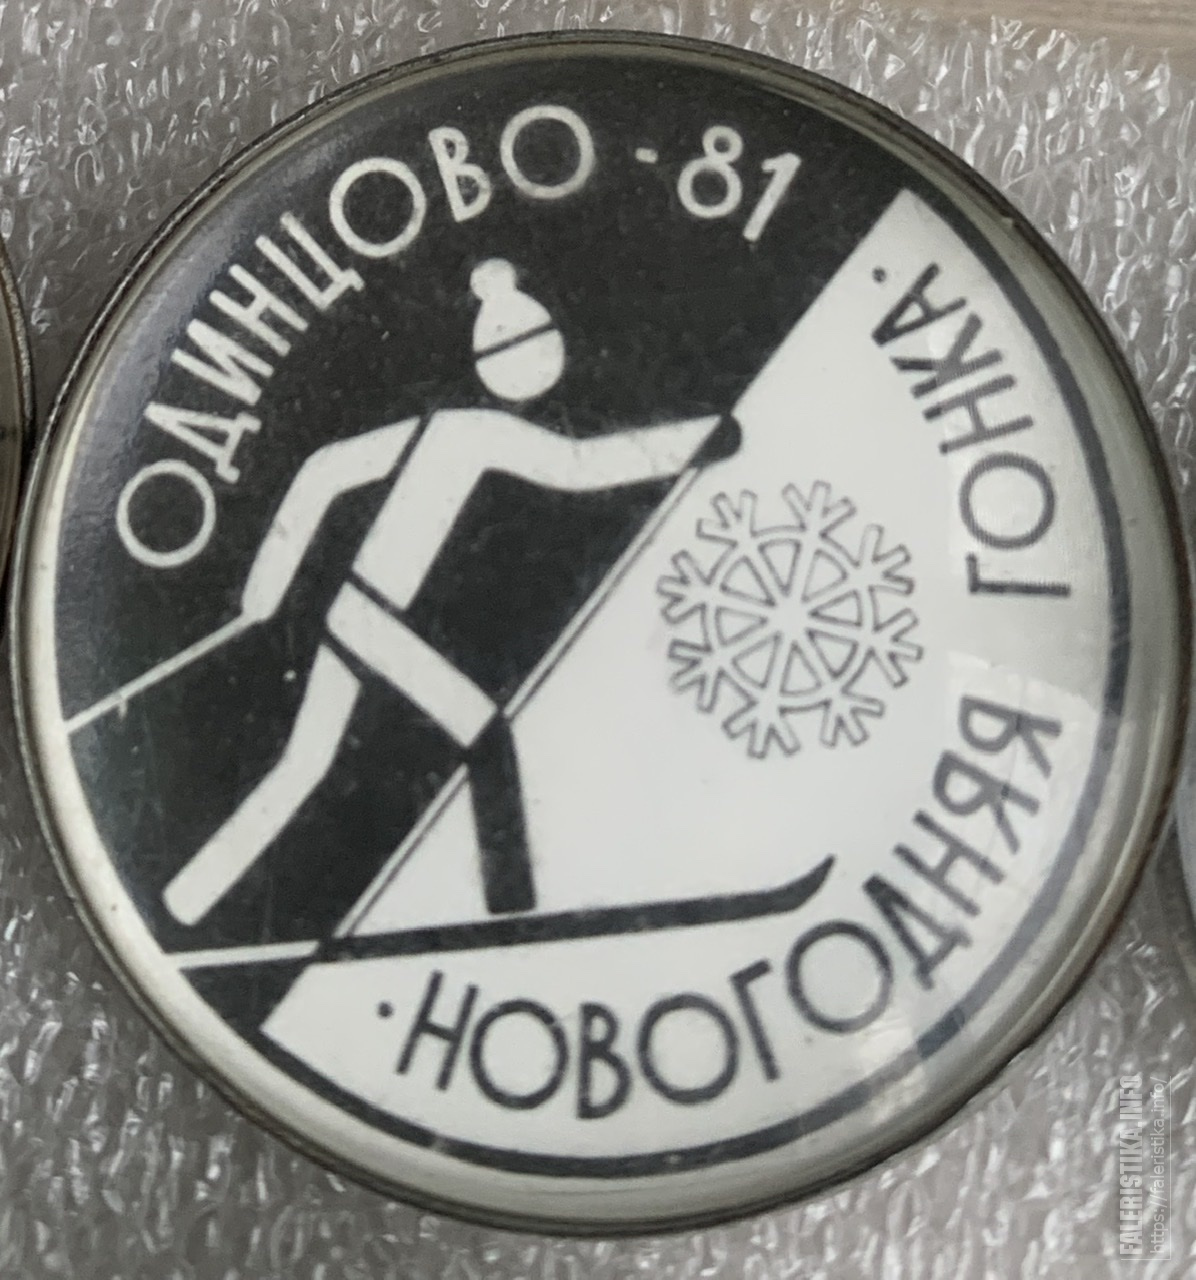 ОДИНЦОВО - 81
· НОВОГОДНЯЯ ГОНКА ·
FALERISTIKA.INFO
https://faleristika.info/